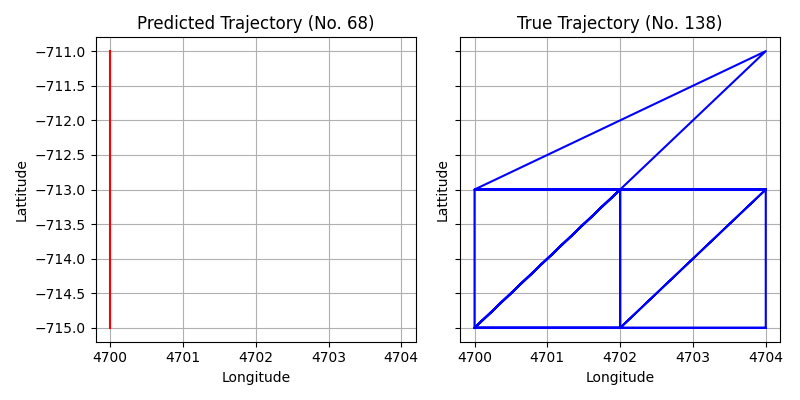 Predicted Trajectory (No. 68)
True Trajectory (No. 138)
−711.0
−711.5
−712.0
−712.5
−713.0
−713.5
−714.0
−714.5
−715.0
Lattitude
Lattitude
4700 4701 4702 4703 4704
4700 4701 4702 4703 4704
Longitude
Longitude